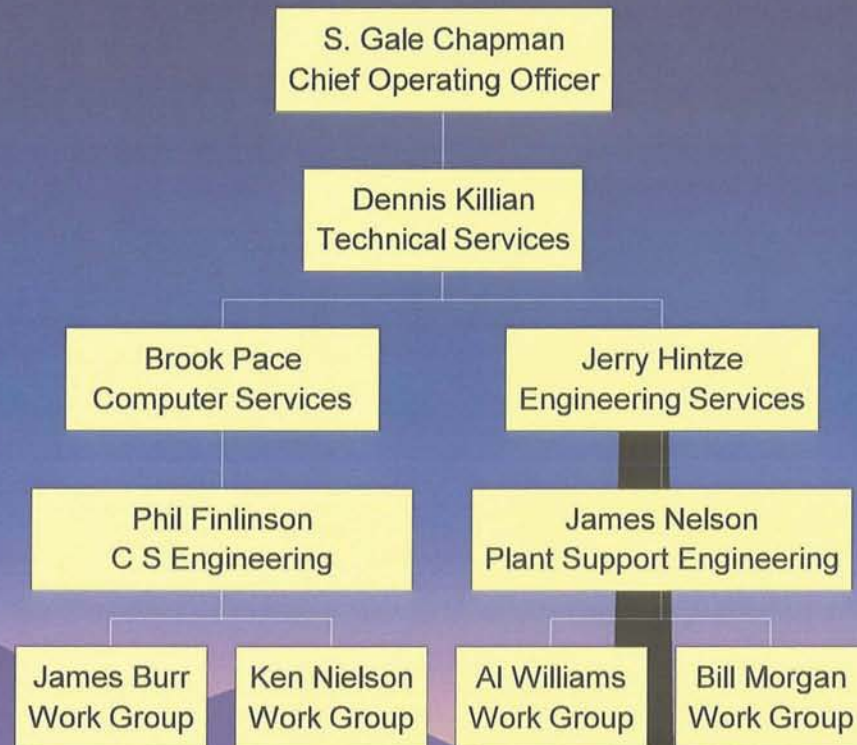 S. Gale Chapman
Chief Operating Officer
Dennis Killian
Technical Services
Brook Pace
Computer Services
Jerry Hintze
Engineering Services
Phil Finlinson
C S Engineering
James Nelson
Plant Support Engineering
James Burr
Work Group
Ken Nielson
Work Group
Al Williams
Work Group
Bill Morgan
Work Group